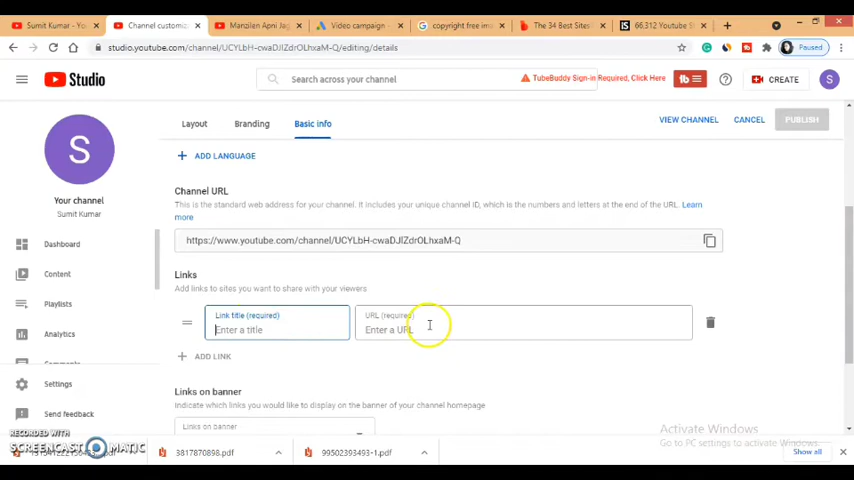 Sumit Kumar - Yo
Channel customiz
Manzilen Apni Jag
Video campaign -
copyright free ima
The 34 Best Sites
66,312 Youtube S
studio.youtube.com/channel/UCYLbH-cwaDJlZdrOLhxaM-Q/editing/details
Paused
Studio
Search across your channel
TubeBuddy Sign-in Required, Click Here
tb
CREATE
S
Layout
Branding
Basic info
VIEW CHANNEL
CANCEL
PUBLISH
S
Your channel
Sumit Kumar
Dashboard
Content
Playlists
Analytics
Settings
Send feedback
ADD LANGUAGE
Channel URL
This is the standard web address for your channel. It includes your unique channel ID, which is the numbers and letters at the end of the URL. Learn
more
https://www.youtube.com/channel/UCYLbH-cwaDJlZdrOLhxaM-Q
Links
Add links to sites you want to share with your viewers
Link title (required)
Enter a title
URL (required)
Enter a URL
ADD LINK
Links on banner
Indicate which links you would like to display on the banner of your channel homepage
Links on banner
Activate Windows
Go to PC settings to activate Windows.
RECORDED WITH
SCREENCAST MATIC
3817870898.pdf
99502393493-1.pdf
Show all